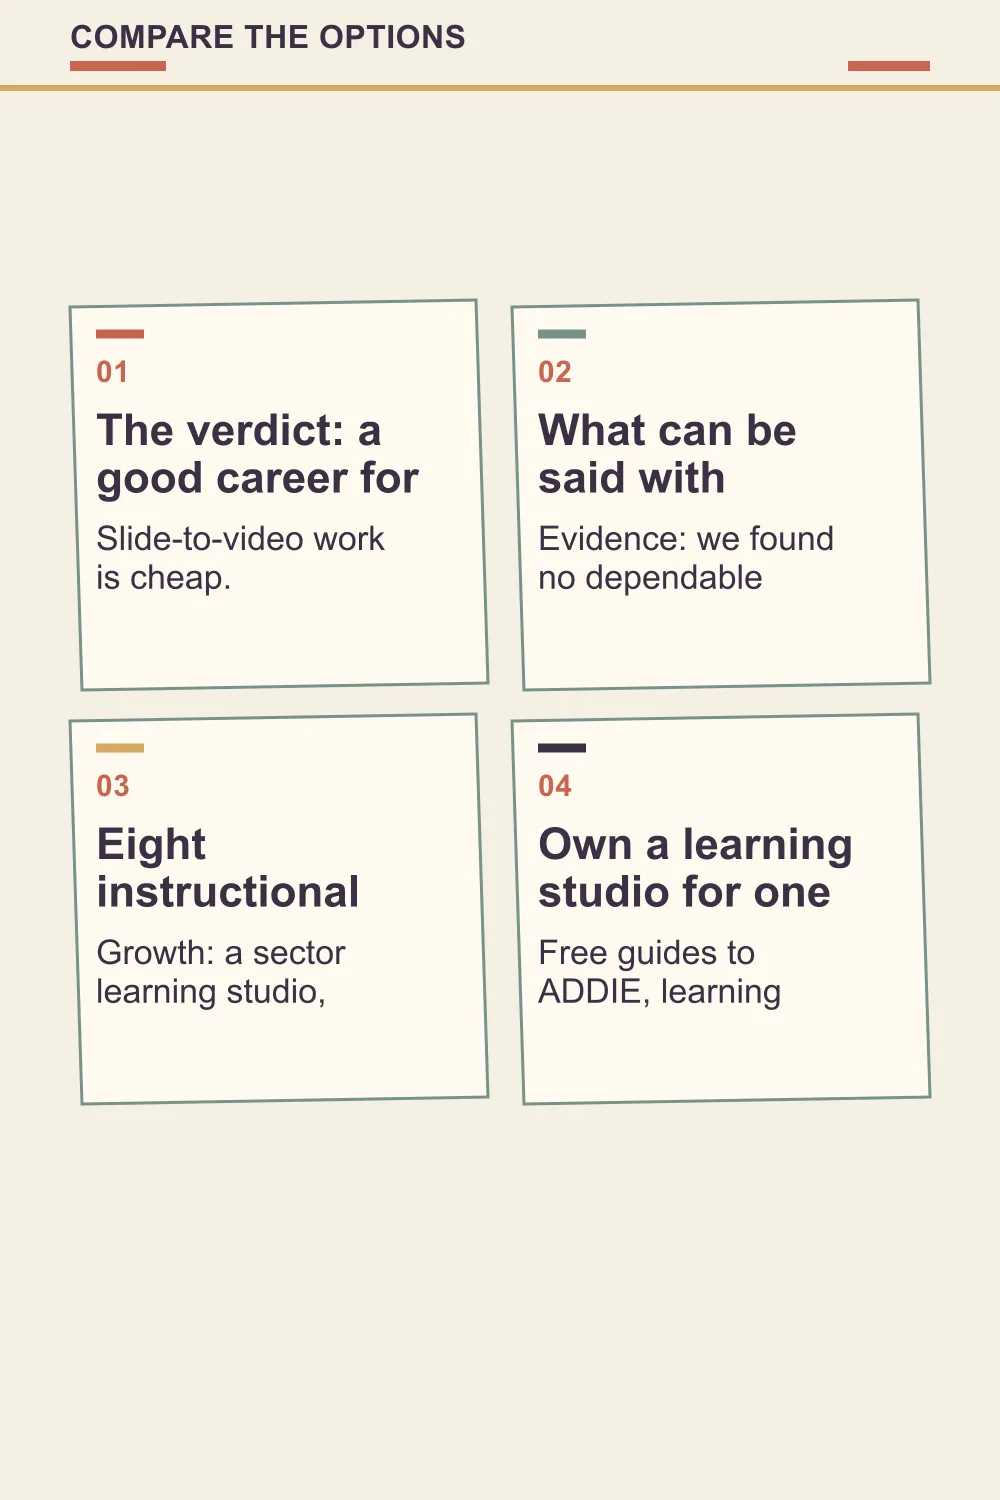 COMPARE THE OPTIONS
01
The verdict: a
good career for
Slide-to-video work
is cheap.
02
What can be
said with
Evidence: we found
no dependable
03
Eight
instructional
Growth: a sector
learning studio,
04
Own a learning
studio for one
Free guides to
ADDIE, learning